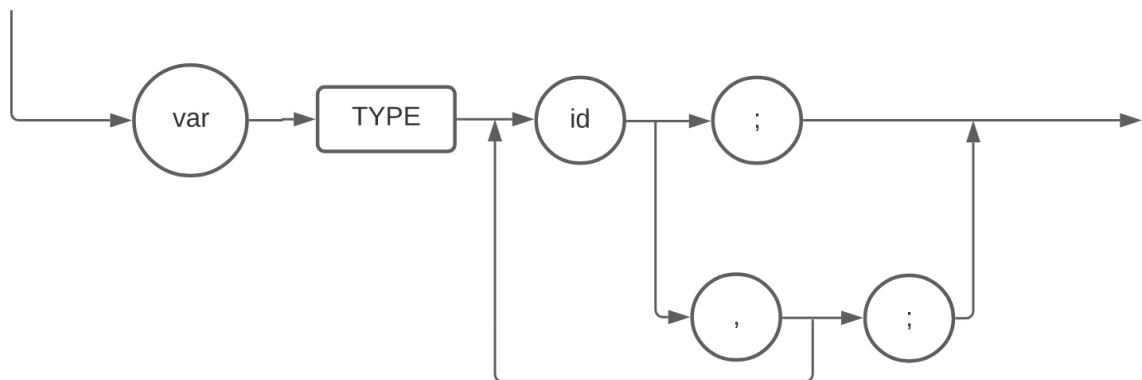 var TYPE id ;
, ;